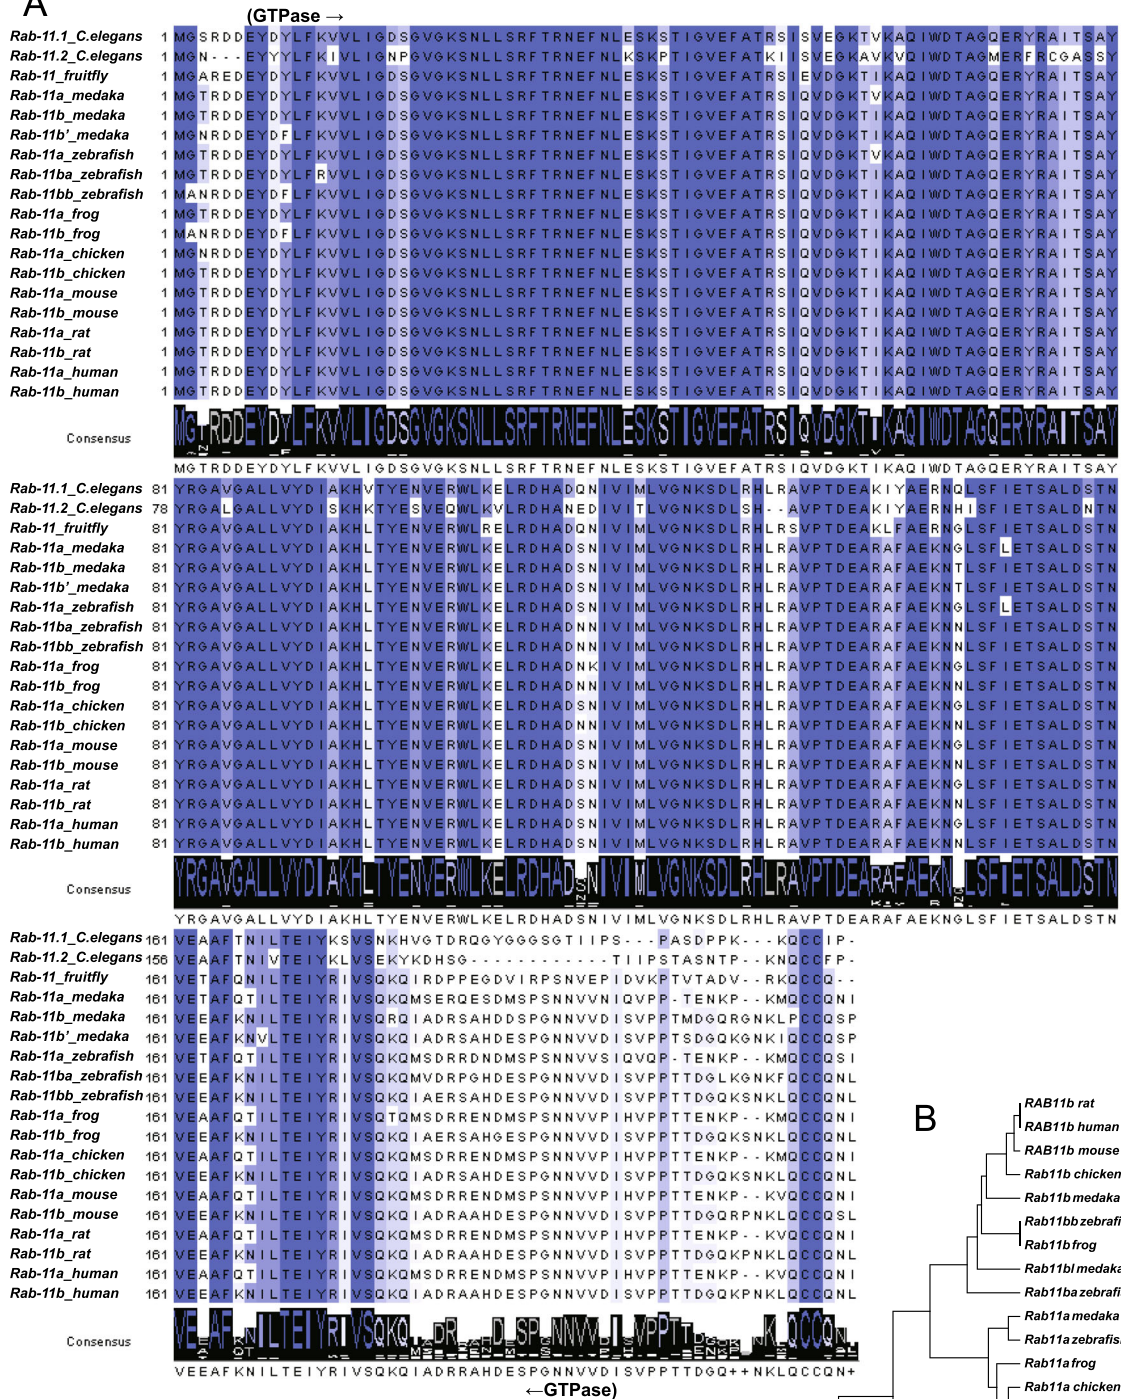 A
(GTPase →
Rab-11.1_C.elegans 1 MGSRDDEYDYLFKVVLIGDSGVGKSNLLSRFTRNEFNLESKSTIGVEFATRSISVEGKTVKAQIWDTAGQERYRAITSAY
Rab-11.2_C.elegans 1 MGN---EYYYLFKIVLIGNPGVGKSNLLSRFTRNEFNLKSKPTIGVEFATKIISVEGKAVKVQIWDTAGMERFRCGASSY
Rab-11_fruitfly 1 MGAREDEYDYLFKVVLIGDSGVGKSNLLSRFTRNEFNLESKSTIGVEFATRSIEVDGKTIKAQIWDTAGQERYRAITSAY
Rab-11a_medaka 1 MGTRDDEYDYLFKVVLIGDSGVGKSNLLSRFTRNEFNLESKSTIGVEFATRSIQVDGKTVKAQIWDTAGQERYRAITSAY
Rab-11b_medaka 1 MGTRDDEYDYLFKVVLIGDSGVGKSNLLSRFTRNEFNLESKSTIGVEFATRSIQVDGKTIKAQIWDTAGQERYRAITSAY
Rab-11b'_medaka 1 MGNRDDEYDFLFKVVLIGDSGVGKSNLLSRFTRNEFNLESKSTIGVEFATRSIQVDGKTIKAQIWDTAGQERYRAITSAY
Rab-11a_zebrafish 1 MGTRDDEYDYLFKVVLIGDSGVGKSNLLSRFTRNEFNLESKSTIGVEFATRSIQVDGKTVKAQIWDTAGQERYRAITSAY
Rab-11ba_zebrafish 1 MGTRDDEYDYLFRVVLIGDSGVGKSNLLSRFTRNEFNLESKSTIGVEFATRSIQVDGKTIKAQIWDTAGQERYRAITSAY
Rab-11bb_zebrafish 1 MANRDDEYDFLFKVVLIGDSGVGKSNLLSRFTRNEFNLESKSTIGVEFATRSIQVDGKTIKAQIWDTAGQERYRAITSAY
Rab-11a_frog 1 MGTRDDEYDYLFKVVLIGDSGVGKSNLLSRFTRNEFNLESKSTIGVEFATRSIQVDGKTIKAQIWDTAGQERYRAITSAY
Rab-11b_frog 1 MANRDDEYDFLFKVVLIGDSGVGKSNLLSRFTRNEFNLESKSTIGVEFATRSIQVDGKTIKAQIWDTAGQERYRAITSAY
Rab-11a_chicken 1 MGNRDDEYDYLFKVVLIGDSGVGKSNLLSRFTRNEFNLESKSTIGVEFATRSIQVDGKTIKAQIWDTAGQERYRAITSAY
Rab-11b_chicken 1 MGTRDDEYDYLFKVVLIGDSGVGKSNLLSRFTRNEFNLESKSTIGVEFATRSIQVDGKTIKAQIWDTAGQERYRAITSAY
Rab-11a_mouse 1 MGTRDDEYDYLFKVVLIGDSGVGKSNLLSRFTRNEFNLESKSTIGVEFATRSIQVDGKTIKAQIWDTAGQERYRAITSAY
Rab-11b_mouse 1 MGTRDDEYDYLFKVVLIGDSGVGKSNLLSRFTRNEFNLESKSTIGVEFATRSIQVDGKTIKAQIWDTAGQERYRAITSAY
Rab-11a_rat 1 MGTRDDEYDYLFKVVLIGDSGVGKSNLLSRFTRNEFNLESKSTIGVEFATRSIQVDGKTIKAQIWDTAGQERYRAITSAY
Rab-11b_rat 1 MGTRDDEYDYLFKVVLIGDSGVGKSNLLSRFTRNEFNLESKSTIGVEFATRSIQVDGKTIKAQIWDTAGQERYRAITSAY
Rab-11a_human 1 MGTRDDEYDYLFKVVLIGDSGVGKSNLLSRFTRNEFNLESKSTIGVEFATRSIQVDGKTIKAQIWDTAGQERYRAITSAY
Rab-11b_human 1 MGTRDDEYDYLFKVVLIGDSGVGKSNLLSRFTRNEFNLESKSTIGVEFATRSIQVDGKTIKAQIWDTAGQERYRAITSAY
Consensus
MGTRDDEYDYLFKVVLIGDSGVGKSNLLSRFTRNEFNLESKSTIGVEFATRSIQVDGKTIKAQIWDTAGQERYRAITSAY
Rab-11.1_C.elegans 81 YRGAVGALLVYDIAKHVTYENVERWLKELRDHADQNIVIMLVGNKSDLRHLRAVPTDEAKIYAERNQLSFIETSALDSTN
Rab-11.2_C.elegans 78 YRGALGALLVYDISKHKTYESVEQWLKVLRDHANEDIVITLVGNKSDLSH--AVPTDEAKIYAERNHISFIETSALDNTN
Rab-11_fruitfly 81 YRGAVGALLVYDIAKHLTYENVERWLRELRDHADQNIVIMLVGNKSDLRHLRSVPTDEAKLFAERNGLSFIETSALDSTN
Rab-11a_medaka 81 YRGAVGALLVYDIAKHLTYENVERWLKELRDHADSNIVIMLVGNKSDLRHLRAVPTDEARAFAEKNGLSFLETSALDSTN
Rab-11b_medaka 81 YRGAVGALLVYDIAKHLTYENVERWLKELRDHADSNIVIMLVGNKSDLRHLRAVPTDEARAFAEKNTLSFIETSALDSTN
Rab-11b'_medaka 81 YRGAVGALLVYDIAKHLTYENVERWLKELRDHADSNIVIMLVGNKSDLRHLRAVPTDEARAFAEKNTLSFIETSALDSTN
Rab-11a_zebrafish 81 YRGAVGALLVYDIAKHLTYENVERWLKELRDHADSNIVIMLVGNKSDLRHLRAVPTDEARAFAEKNGLSFLETSALDSTN
Rab-11ba_zebrafish 81 YRGAVGALLVYDIAKHLTYENVERWLKELRDHADNNIVIMLVGNKSDLRHLRAVPTDEARAFAEKNNLSFIETSALDSTN
Rab-11bb_zebrafish 81 YRGAVGALLVYDIAKHLTYENVERWLKELRDHADNNIVIMLVGNKSDLRHLRAVPTDEARAFAEKNNLSFIETSALDSTN
Rab-11a_frog 81 YRGAVGALLVYDIAKHLTYENVERWLKELRDHADNKIVIMLVGNKSDLRHLRAVPTDEARAFAEKNGLSFIETSALDSTN
Rab-11b_frog 81 YRGAVGALLVYDIAKHLTYENVERWLKELRDHADNNIVIMLVGNKSDLRHLRAVPTDEARAFAEKNNLSFIETSALDSTN
Rab-11a_chicken 81 YRGAVGALLVYDIAKHLTYENVERWLKELRDHADSNIVIMLVGNKSDLRHLRAVPTDEARAFAEKNGLSFIETSALDSTN
Rab-11b_chicken 81 YRGAVGALLVYDIAKHLTYENVERWLKELRDHADNNIVIMLVGNKSDLRHLRAVPTDEARAFAEKNNLSFIETSALDSTN
Rab-11a_mouse 81 YRGAVGALLVYDIAKHLTYENVERWLKELRDHADSNIVIMLVGNKSDLRHLRAVPTDEARAFAEKNGLSFIETSALDSTN
Rab-11b_mouse 81 YRGAVGALLVYDIAKHLTYENVERWLKELRDHADSNIVIMLVGNKSDLRHLRAVPTDEARAFAEKNNLSFIETSALDSTN
Rab-11a_rat 81 YRGAVGALLVYDIAKHLTYENVERWLKELRDHADSNIVIMLVGNKSDLRHLRAVPTDEARAFAEKNGLSFIETSALDSTN
Rab-11b_rat 81 YRGAVGALLVYDIAKHLTYENVERWLKELRDHADSNIVIMLVGNKSDLRHLRAVPTDEARAFAEKNNLSFIETSALDSTN
Rab-11a_human 81 YRGAVGALLVYDIAKHLTYENVERWLKELRDHADSNIVIMLVGNKSDLRHLRAVPTDEARAFAEKNGLSFIETSALDSTN
Rab-11b_human 81 YRGAVGALLVYDIAKHLTYENVERWLKELRDHADSNIVIMLVGNKSDLRHLRAVPTDEARAFAEKNNLSFIETSALDSTN
Consensus
YRGAVGALLVYDIAKHLTYENVERWLKELRDHADSNIVIMLVGNKSDLRHLRAVPTDEARAFAEKNGLSFIETSALDSTN
Rab-11.1_C.elegans 161 VEAAFTNILTEIYKSVSNKHVGTDRQGYGGGSGTIIPS---PASDPPK---KQCCIP-
Rab-11.2_C.elegans 156 VEAAFTNIVTEIYKLVSEKYKDHSG------------TIIPSTASNTP--KNQCCFP-
Rab-11_fruitfly 161 VETAFQNILTEIYRIVSQKQIRDPPEGDVIRPSNVEPIDVKPTVTADV--RKQCCQ--
Rab-11a_medaka 161 VETAFQTILTEIYRIVSQKQMSERQESDMSPSNNVVNIQVPP-TENKP--KMQCCQNI
Rab-11b_medaka 161 VEEAFKNILTEIYRIVSQRQIADRSAHDDSPGNNVVDISVPPTMDGQRGNKLPCCQSP
Rab-11b'_medaka 161 VEEAFKNVLTEIYRIVSQKQIADRSAHDESPGNNVVDISVPPTSDGQKGNKIQCCQSP
Rab-11a_zebrafish 161 VETAFQTILTEIYRIVSQKQMSDRRDNDMSPSNNVVSIQVQP-TENKP--KMQCCQSI
Rab-11ba_zebrafish 161 VEEAFKNILTEIYRIVSQKQMVDRPGHDESPGNNVVDISVPPTTDGLKGNKFQCCQNL
Rab-11bb_zebrafish 161 VEEAFKNILTEIYRIVSQKQMSERSAHDESPGNNVVDISVPPTTDGQKSNKLQCCQNL
Rab-11a_frog 161 VEAAFQTILTEIYRIVSQTQMSDRRENDMSPSNNVVPIHVPPTTENKP--KMQCCQNI
Rab-11b_frog 161 VEEAFKNILTEIYRIVSQKQIAERSAHGESPGNNVVDISVPPTTDGQKSNKLQCCQNL
Rab-11a_chicken 161 VEAAFQTILTEIYRIVSQKQMSDRRENDMSPSNNVVPIHVPPTTENKP--KMQCCQNI
Rab-11b_chicken 161 VEEAFKNILTEIYRIVSQKQIADRSAHDESPGNNVVDISVPPTTDGQKSNKLQCCQNL
Rab-11a_mouse 161 VEAAFQTILTEIYRIVSQKQMSDRRENDMSPSNNVVPIHVPPTTENKP--KVQCCQNI
Rab-11b_mouse 161 VEEAFKNILTEIYRIVSQKQIADRAAHDESPGNNVVDISVPPTTDGQRPNKLQCCQSL
Rab-11a_rat 161 VEAAFQTILTEIYRIVSQKQMSDRRENDMSPSNNVVPIHVPPTTENKP--KVQCCQNI
Rab-11b_rat 161 VEEAFKNILTEIYRIVSQKQIADRAAHDESPGNNVVDISVPPTTDGQKPNKLQCCQNL
Rab-11a_human 161 VEAAFQTILTEIYRIVSQKQMSDRRENDMSPSNNVVPIHVPPTTENKP--KVQCCQNI
Rab-11b_human 161 VEEAFKNILTEIYRIVSQKQIADRAAHDESPGNNVVDISVPPTTDGQKPNKLQCCQNL
Consensus
VEEAFKNILTEIYRIVSQKQIADRRAHDESPGNNVVDISVPPTTDGQ++NKLQCCQN+
←GTPase)
B
RAB11b rat
RAB11b human
RAB11b mouse
Rab11b chicken
Rab11b medaka
Rab11bb zebrafi
Rab11b frog
Rab11bl medaka
Rab11ba zebrafis
Rab11a medaka
Rab11a zebrafish
Rab11a frog
Rab11a chicken